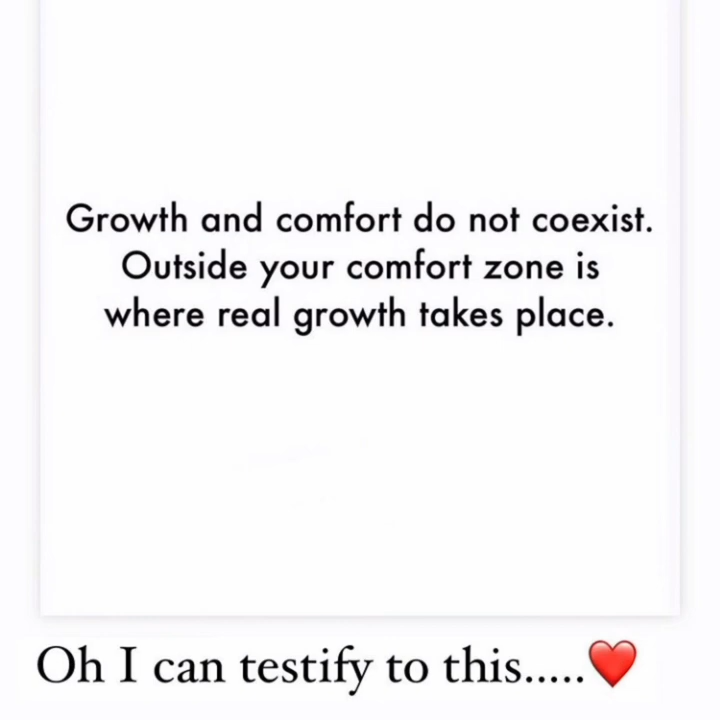 Growth and comfort do not coexist.
Outside your comfort zone is
where real growth takes place.
Oh I can testify to this.....❤️